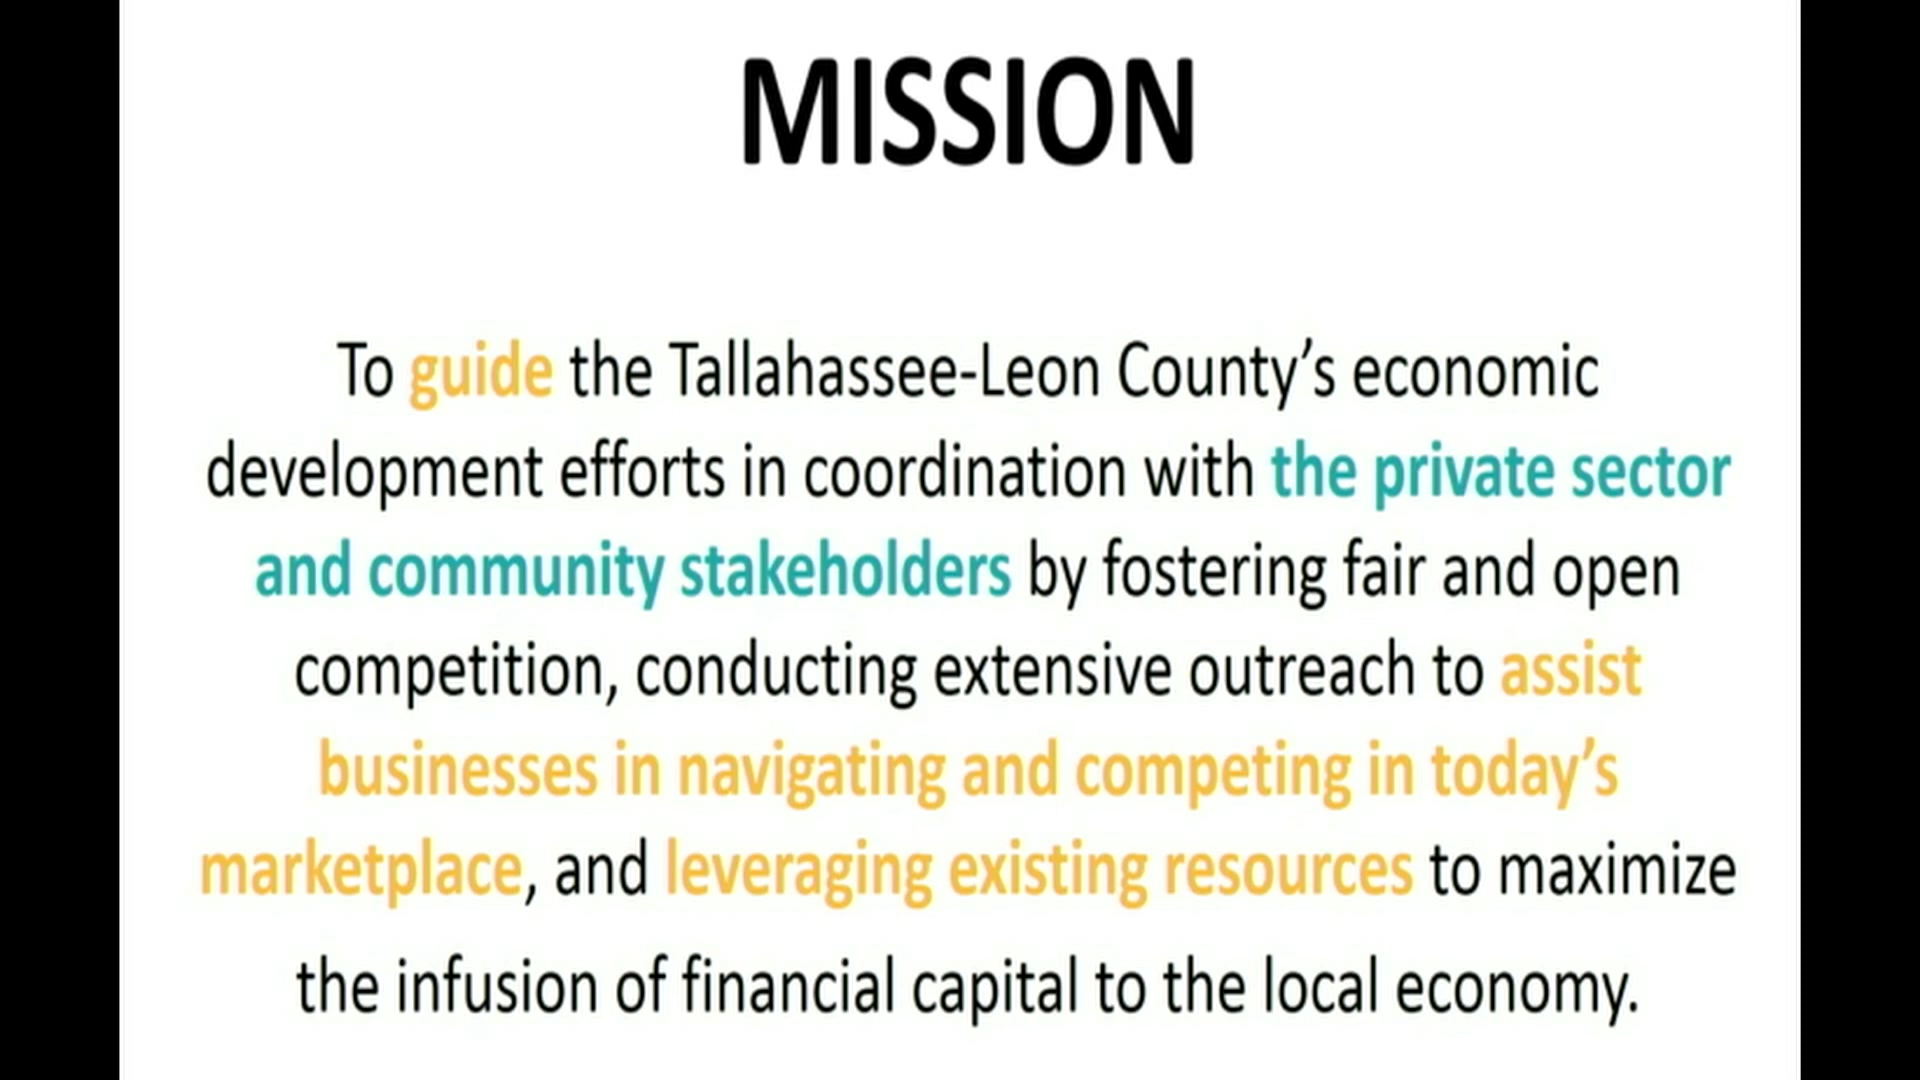 MISSION
To guide the Tallahassee-Leon County’s economic
development efforts in coordination with the private sector
and community stakeholders by fostering fair and open
competition, conducting extensive outreach to assist
businesses in navigating and competing in today’s
marketplace, and leveraging existing resources to maximize
the infusion of financial capital to the local economy.